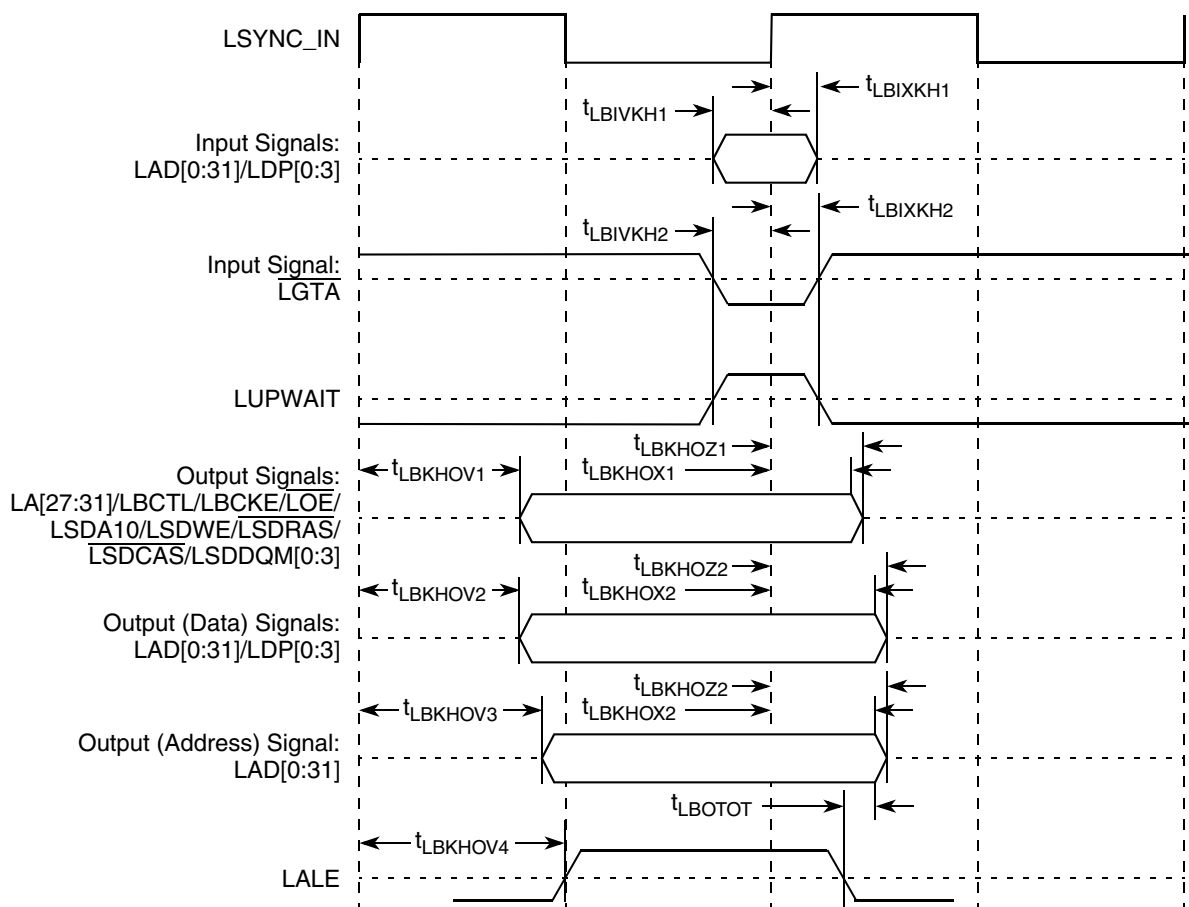 LSYNC_IN
tLBIXKH1
tLBIVKH1
Input Signals:
LAD[0:31]/LDP[0:3]
tLBIXKH2
tLBIVKH2
Input Signal:
LGTA
LUPWAIT
tLBKHOZ1
tLBKHOV1
tLBKHOX1
Output Signals:
LA[27:31]/LBCTL/LBCKE/LOE/
LSDA10/LSDWE/LSDRAS/
LSDCAS/LSDDQM[0:3]
tLBKHOZ2
tLBKHOV2
tLBKHOX2
Output (Data) Signals:
LAD[0:31]/LDP[0:3]
tLBKHOZ2
tLBKHOV3
tLBKHOX2
Output (Address) Signal:
LAD[0:31]
tLBOTOT
tLBKHOV4
LALE